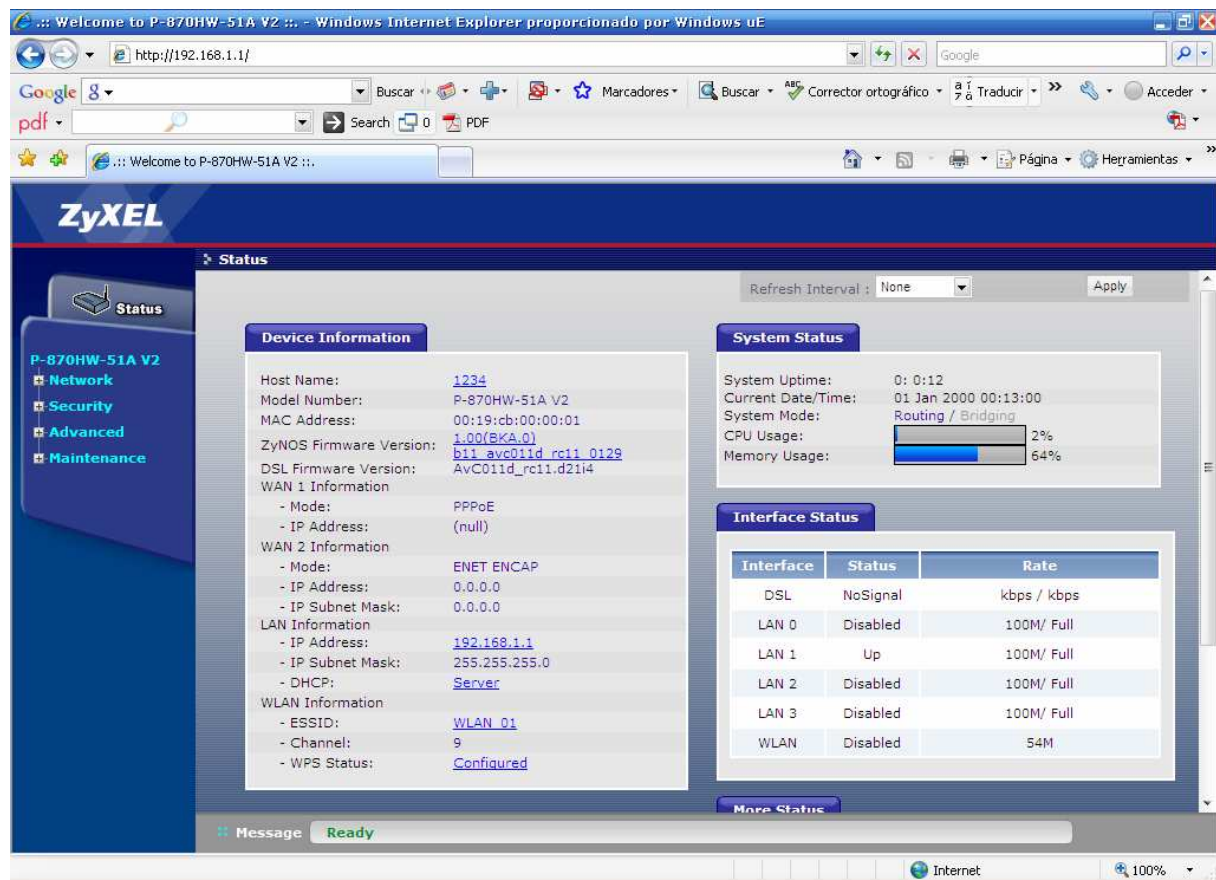 .:: Welcome to P-870HW-51A V2 ::. - Windows Internet Explorer proporcionado por Windows uE
http://192.168.1.1/
Google
Google
Buscar
Marcadores
Buscar
ABC Corrector ortográfico
Traducir
»
Acceder
pdf
Search
0
PDF
.:: Welcome to P-870HW-51A V2 ::.
Página
Herramientas
»
ZyXEL
Status
Status
Refresh Interval :
None
Apply
P-870HW-51A V2
Network
Security
Advanced
Maintenance
Device Information
Host Name: 1234
Model Number: P-870HW-51A V2
MAC Address: 00:19:cb:00:00:01
ZyNOS Firmware Version: 1.00(BKA.0)
b11_avc011d_rc11_0129
DSL Firmware Version: AvC011d_rc11.d21i4
WAN 1 Information
- Mode: PPPoE
- IP Address: (null)
WAN 2 Information
- Mode: ENET ENCAP
- IP Address: 0.0.0.0
- IP Subnet Mask: 0.0.0.0
LAN Information
- IP Address: 192.168.1.1
- IP Subnet Mask: 255.255.255.0
- DHCP: Server
WLAN Information
- ESSID: WLAN_01
- Channel: 9
- WPS Status: Configured
System Status
System Uptime: 0: 0:12
Current Date/Time: 01 Jan 2000 00:13:00
System Mode: Routing / Bridging
CPU Usage: 2%
Memory Usage: 64%
Interface Status
Interface Status Rate
DSL NoSignal kbps / kbps
LAN 0 Disabled 100M/ Full
LAN 1 Up 100M/ Full
LAN 2 Disabled 100M/ Full
LAN 3 Disabled 100M/ Full
WLAN Disabled 54M
More Status
Message Ready
Internet
100%